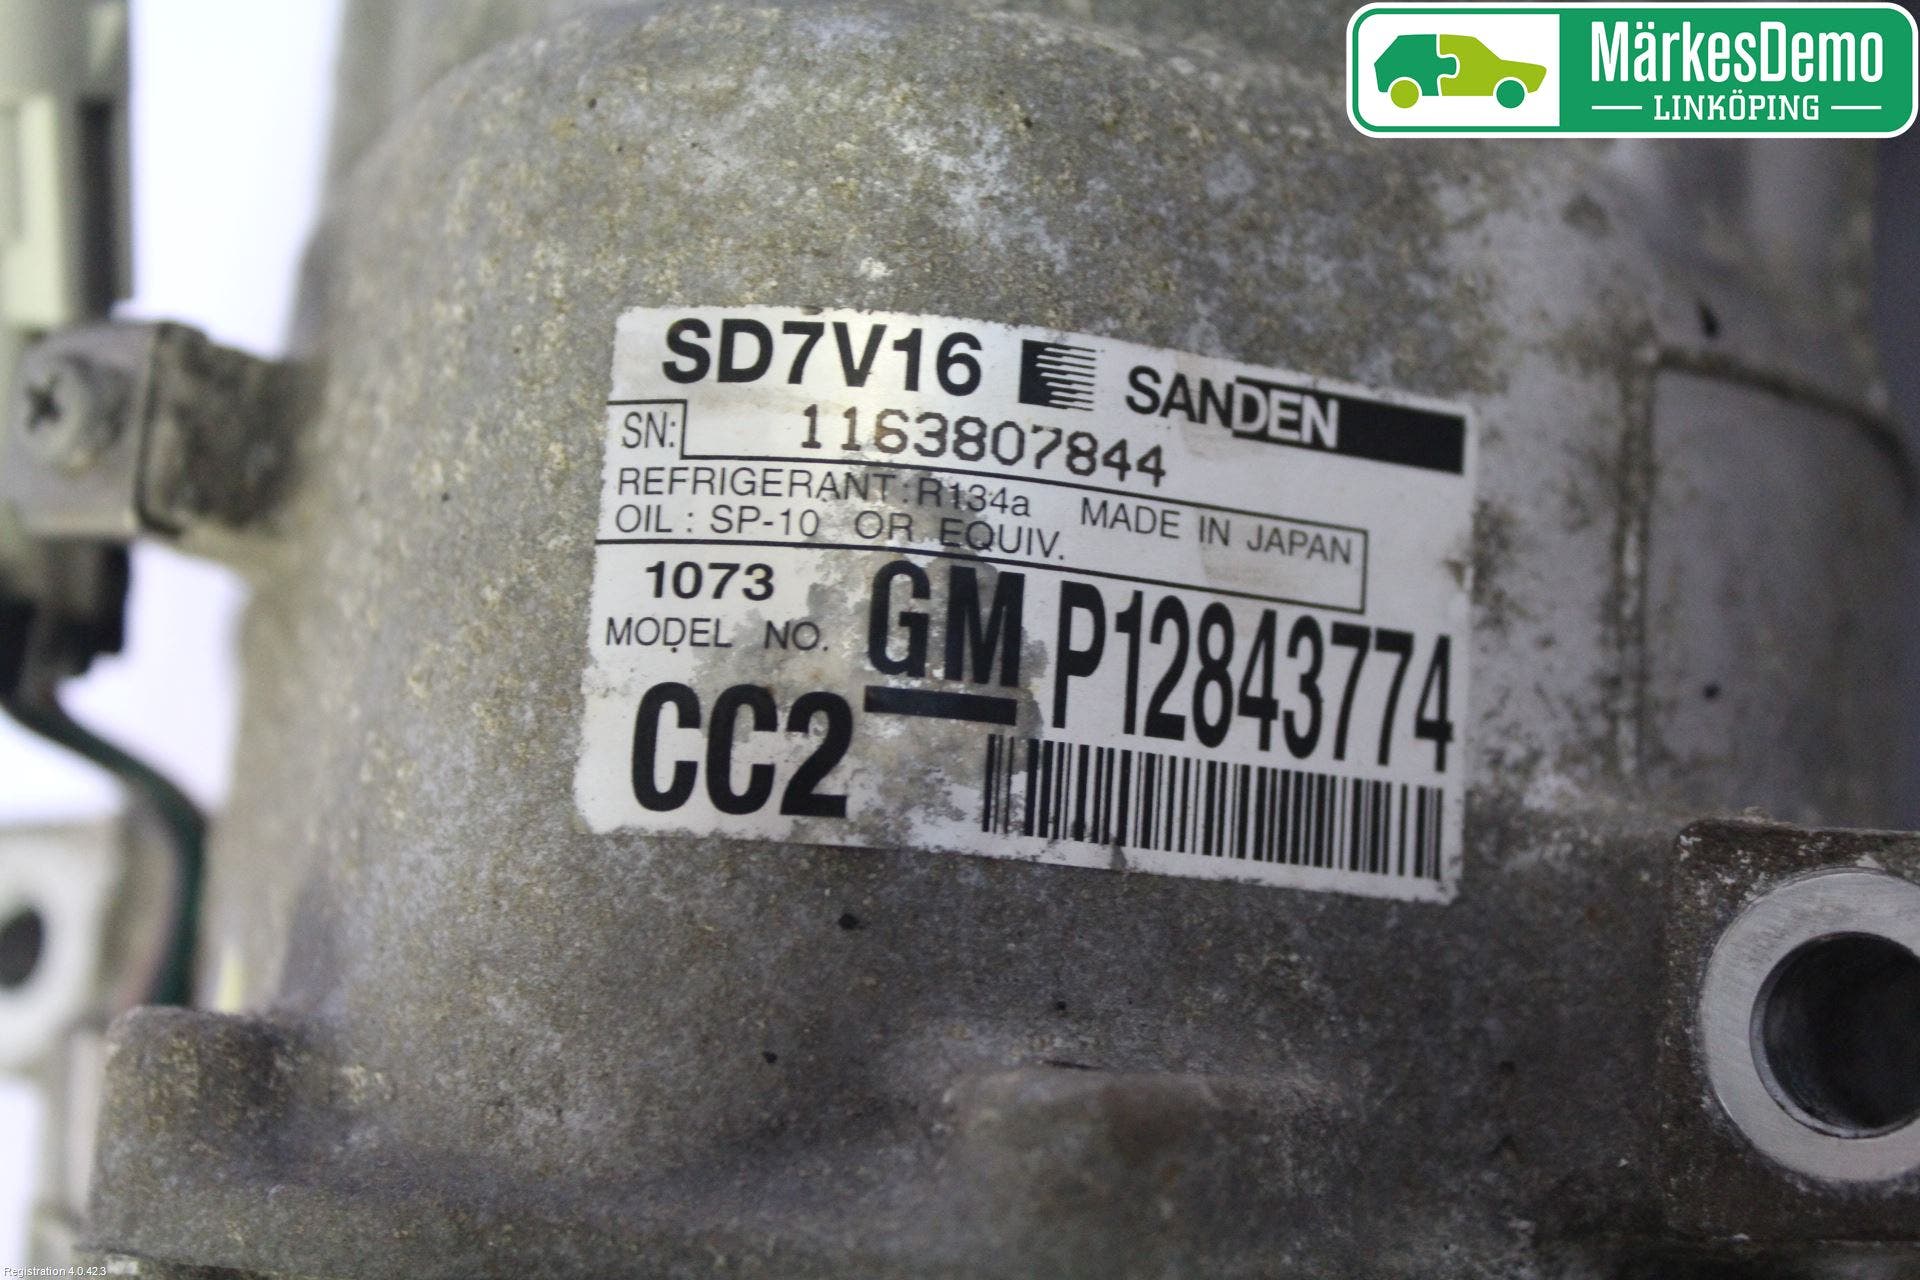 MärkesDemo
LINKÖPING
SD7V16 SANDEN
SN: 1163807844
REFRIGERANT: R134a MADE IN JAPAN
OIL: SP-10 OR EQUIV.
1073
MODEL NO. GM P12843774
CC2
Registration 4.0.42.3